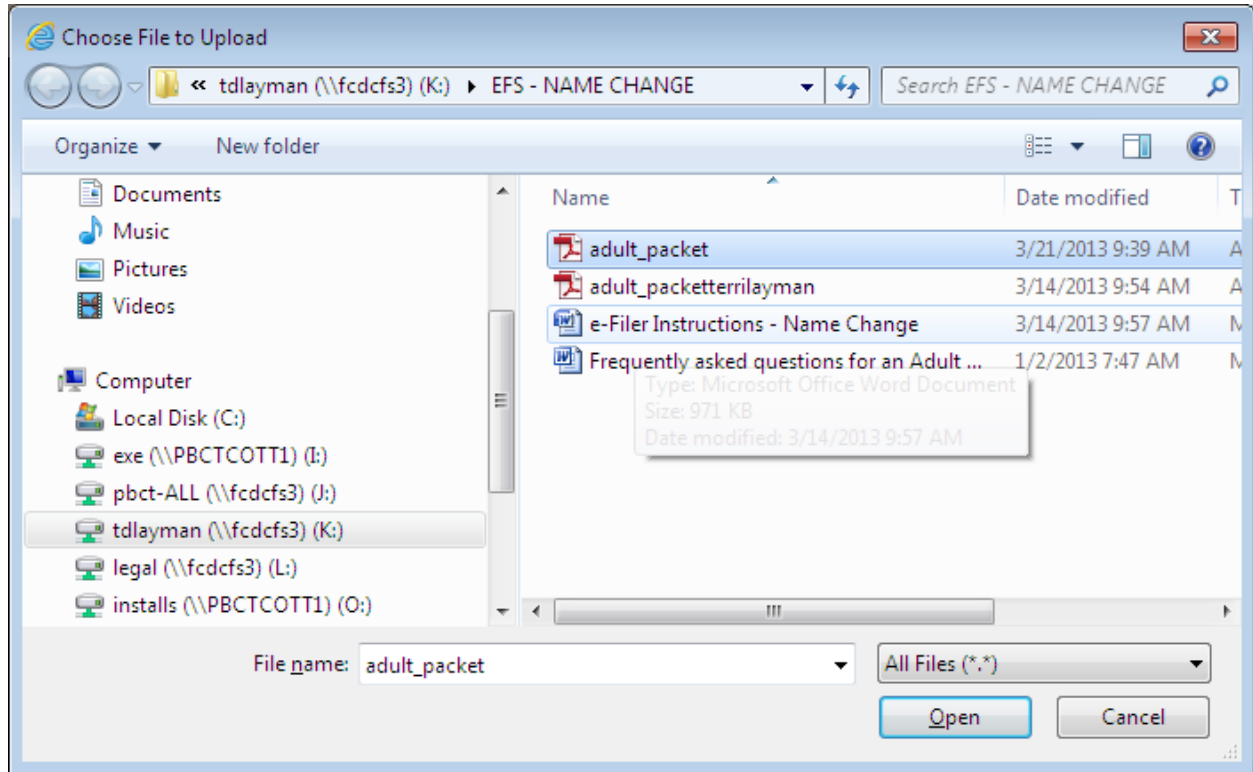 Choose File to Upload
« tdlayman (\\fcdcfs3) (K:) EFS - NAME CHANGE Search EFS - NAME CHANGE
Organize New folder
Documents
Music
Pictures
Videos
Computer
Local Disk (C:)
exe (\\PBCTCOTT1) (I:)
pbct-ALL (\\fcdcfs3) (J:)
tdlayman (\\fcdcfs3) (K:)
legal (\\fcdcfs3) (L:)
installs (\\PBCTCOTT1) (O:)
Name Date modified T
adult_packet 3/21/2013 9:39 AM A
adult_packetterrilayman 3/14/2013 9:54 AM A
e-Filer Instructions - Name Change 3/14/2013 9:57 AM M
Frequently asked questions for an Adult ... 1/2/2013 7:47 AM M
Type: Microsoft Office Word Document
Size: 971 KB
Date modified: 3/14/2013 9:57 AM
File name: adult_packet All Files (*.*)
Open Cancel